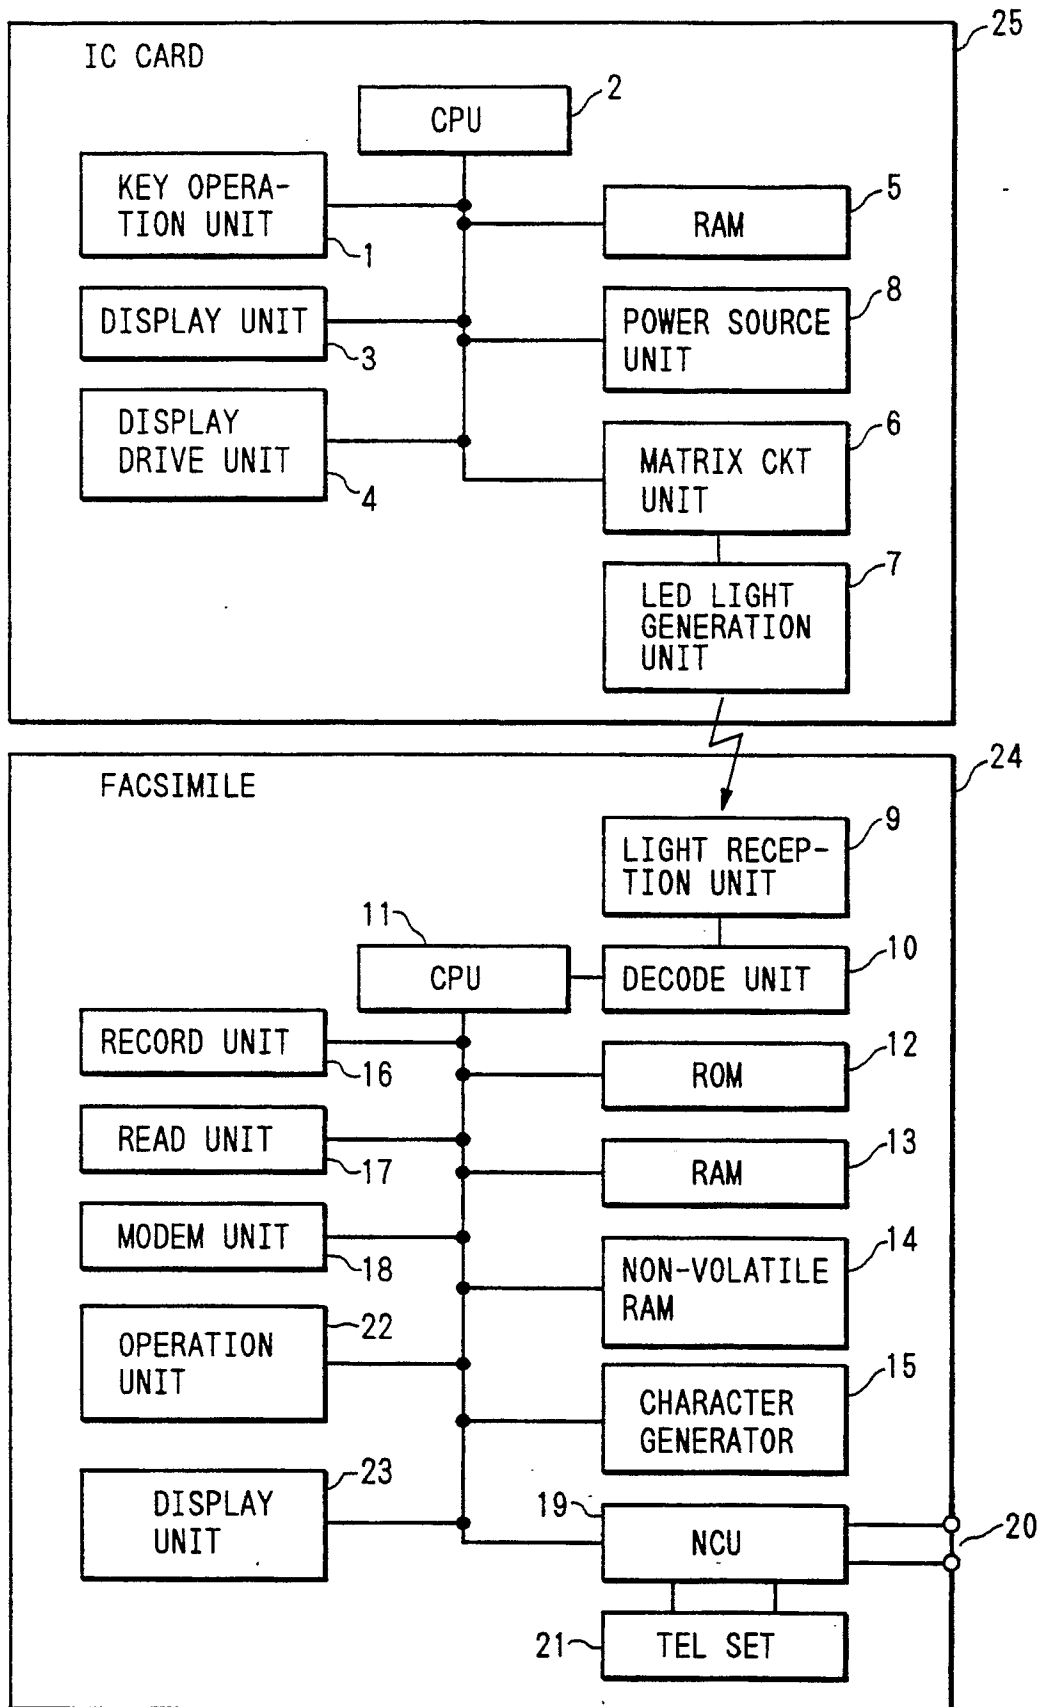 25
IC CARD
2
CPU
KEY OPERA-
TION UNIT
1
5
RAM
DISPLAY UNIT
3
8
POWER SOURCE
UNIT
DISPLAY
DRIVE UNIT
4
6
MATRIX CKT
UNIT
7
LED LIGHT
GENERATION
UNIT
24
FACSIMILE
9
LIGHT RECEP-
TION UNIT
11
CPU
10
DECODE UNIT
RECORD UNIT
16
12
ROM
READ UNIT
17
13
RAM
MODEM UNIT
18
14
NON-VOLATILE
RAM
22
OPERATION
UNIT
15
CHARACTER
GENERATOR
23
DISPLAY
UNIT
19
NCU
20
21
TEL SET